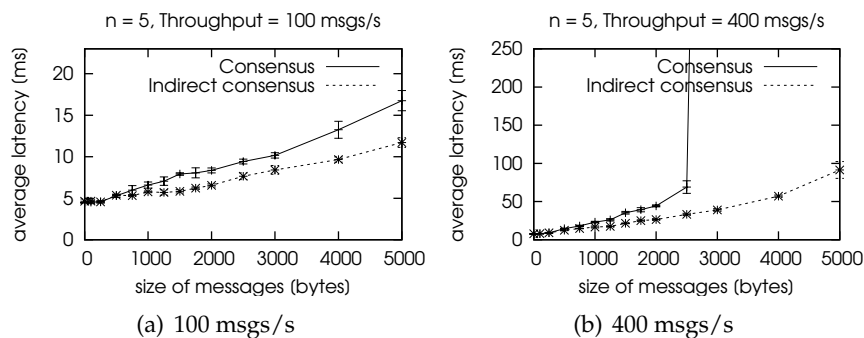 n = 5, Throughput = 100 msgs/s
average latency (ms)
20
15
10
5
0
Consensus
Indirect consensus
0 1000 2000 3000 4000 5000
size of messages (bytes)
(a) 100 msgs/s
n = 5, Throughput = 400 msgs/s
average latency (ms)
250
200
150
100
50
0
Consensus
Indirect consensus
0 1000 2000 3000 4000 5000
size of messages (bytes)
(b) 400 msgs/s